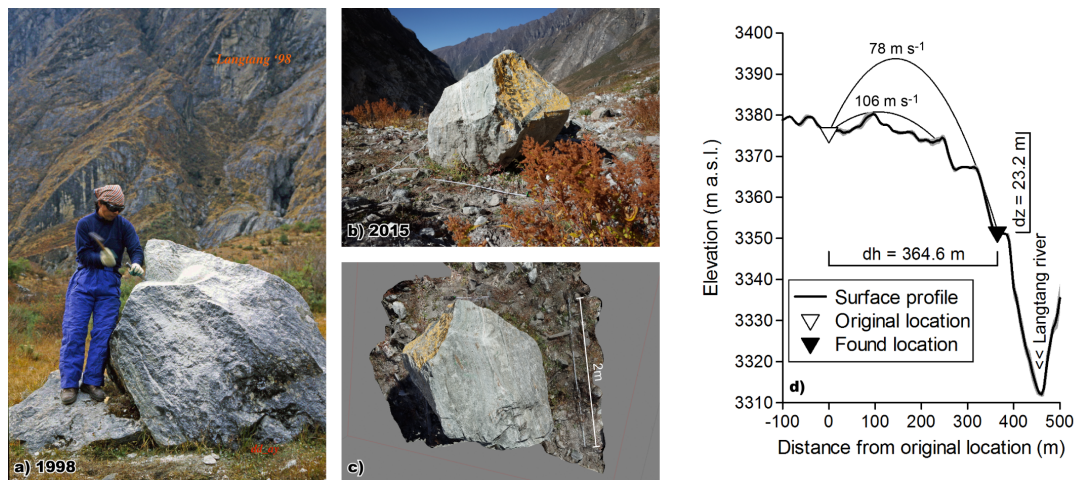 Langtang '98
a) 1998
b) 2015
2m
c)
Elevation (m a.s.l.)
3400
3390
3380
3370
3360
3350
3340
3330
3320
3310
78 m s-1
106 m s-1
dz = 23.2 m
dh = 364.6 m
Surface profile
Original location
Found location
<< Langtang river
d)
-100 0 100 200 300 400 500
Distance from original location (m)